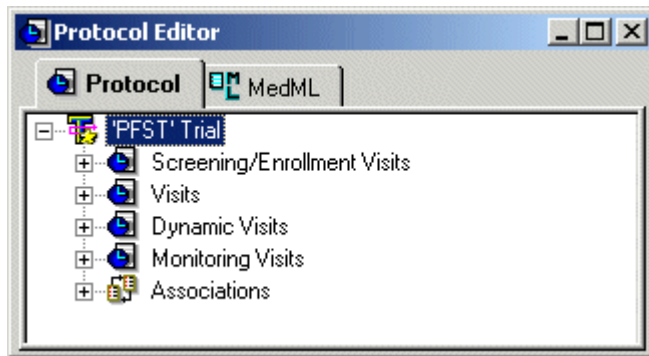 Protocol Editor
Protocol MedML
'PFST' Trial
Screening/Enrollment Visits
Visits
Dynamic Visits
Monitoring Visits
Associations